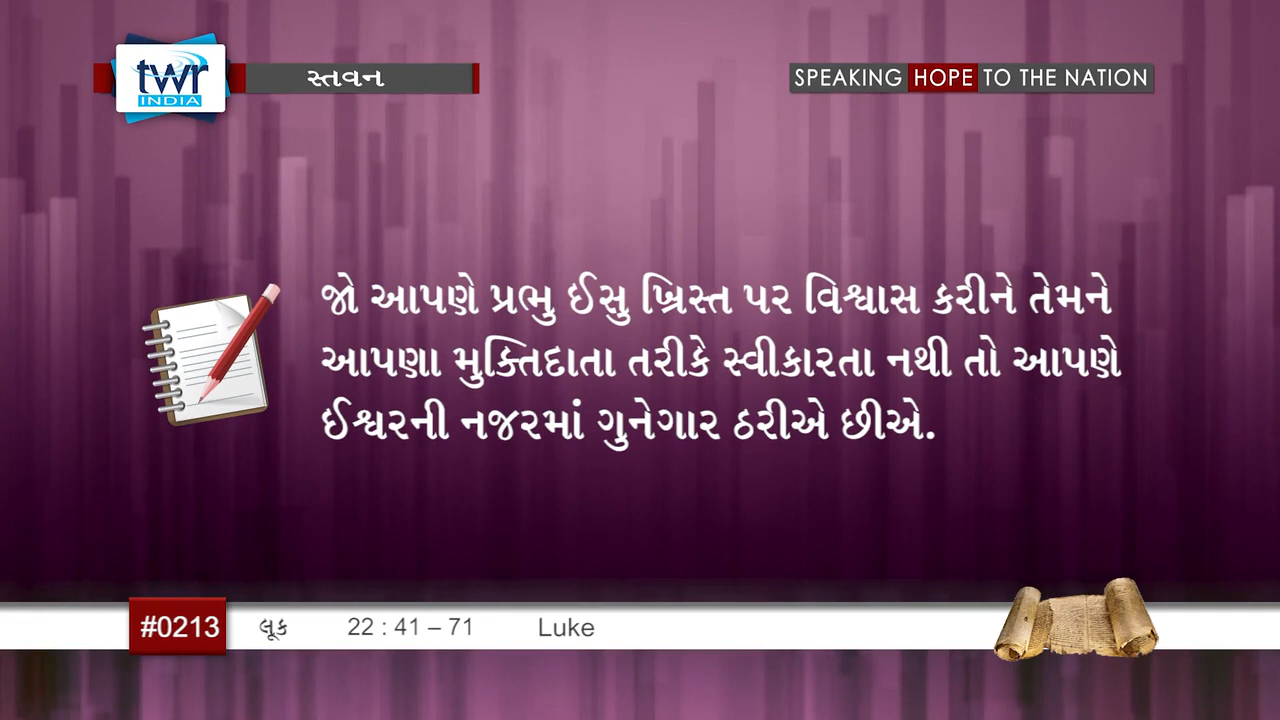 twr
INDIA
સ્તવન
SPEAKING HOPE TO THE NATION
જો આપણે પ્રભુ ઈસુ ખ્રિસ્ત પર વિશ્વાસ કરીને તેમને
આપણા મુક્તિદાતા તરીકે સ્વીકારતા નથી તો આપણે
ઈશ્વરની નજરમાં ગુનેગાર ઠરીએ છીએ.
#0213 લૂક 22 : 41 – 71 Luke